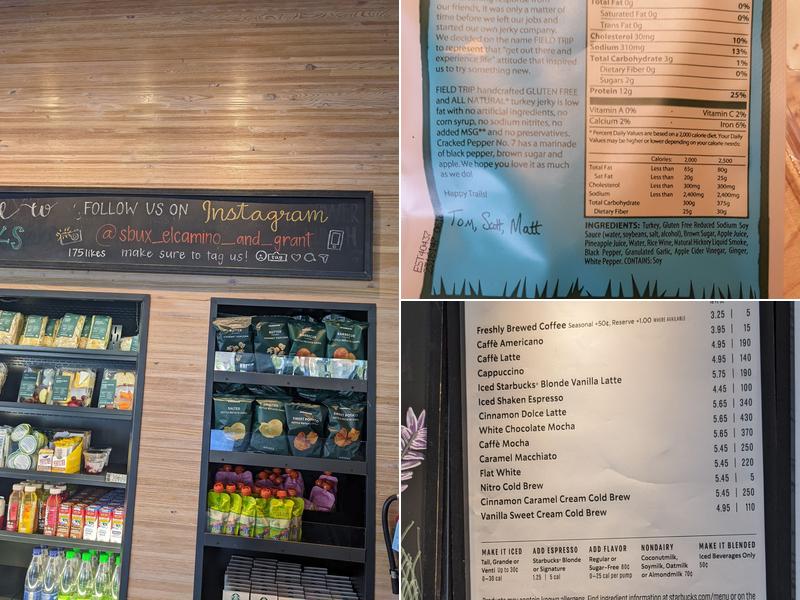 FOLLOW US ON Instagram
@sbux_elcamino_and_grant
175 likes make sure to tag us!
our friends, it was only a matter of
time before we left our jobs and
started our own jerky company.
We decided on the name FIELD TRIP
to represent that "get out there and
experience life" attitude that inspired
us to try something new.
FIELD TRIP handcrafted GLUTEN FREE
and ALL NATURAL* turkey jerky is low
fat with no artificial ingredients, no
corn syrup, no sodium nitrites, no
added MSG** and no preservatives.
Cracked Pepper No. 7 has a marinade
of black pepper, brown sugar and
apple. We hope you love it as much
as we do!
Happy Trails!
Tom, Scott, Matt
EST40437
Total Fat 0g 0%
Saturated Fat 0g 0%
Trans Fat 0g
Cholesterol 30mg 10%
Sodium 310mg 13%
Total Carbohydrate 3g 1%
Dietary Fiber 0g 0%
Sugars 2g
Protein 12g 25%
Vitamin A 0% Vitamin C 2%
Calcium 2% Iron 6%
* Percent Daily Values are based on a 2,000 calorie diet. Your Daily
Values may be higher or lower depending on your calorie needs:
Calories: 2,000 2,500
Total Fat Less than 65g 80g
Sat Fat Less than 20g 25g
Cholesterol Less than 300mg 300mg
Sodium Less than 2,400mg 2,400mg
Total Carbohydrate 300g 375g
Dietary Fiber 25g 30g
INGREDIENTS: Turkey, Gluten Free Reduced Sodium Soy
Sauce (water, soybeans, salt, alcohol), Brown Sugar, Apple Juice,
Pineapple Juice, Water, Rice Wine, Natural Hickory Liquid Smoke,
Black Pepper, Granulated Garlic, Apple Cider Vinegar, Ginger,
White Pepper. CONTAINS: Soy
Freshly Brewed Coffee Seasonal +50¢, Reserve +1.00 WHERE AVAILABLE 3.25 | 5
Caffè Americano 3.95 | 15
Caffè Latte 4.95 | 190
Cappuccino 4.95 | 140
Iced Starbucks® Blonde Vanilla Latte 5.75 | 190
Iced Shaken Espresso 4.45 | 100
Cinnamon Dolce Latte 5.65 | 340
White Chocolate Mocha 5.65 | 430
Caffè Mocha 5.65 | 370
Caramel Macchiato 5.45 | 250
Flat White 5.45 | 220
Nitro Cold Brew 5.45 | 5
Cinnamon Caramel Cream Cold Brew 5.45 | 250
Vanilla Sweet Cream Cold Brew 4.95 | 110
MAKE IT ICED
Tall, Grande or
Venti Up to 30¢
0–30 cal
ADD ESPRESSO
Starbucks® Blonde
or Signature
1.25 | 5 cal
ADD FLAVOR
Regular or
Sugar-Free 80¢
0–25 cal per pump
NONDAIRY
Coconutmilk,
Soymilk, Oatmilk
or Almondmilk 70¢
MAKE IT BLENDED
Iced Beverages Only
50¢
Products may contain known allergens. Find ingredient information at starbucks.com/menu or on the